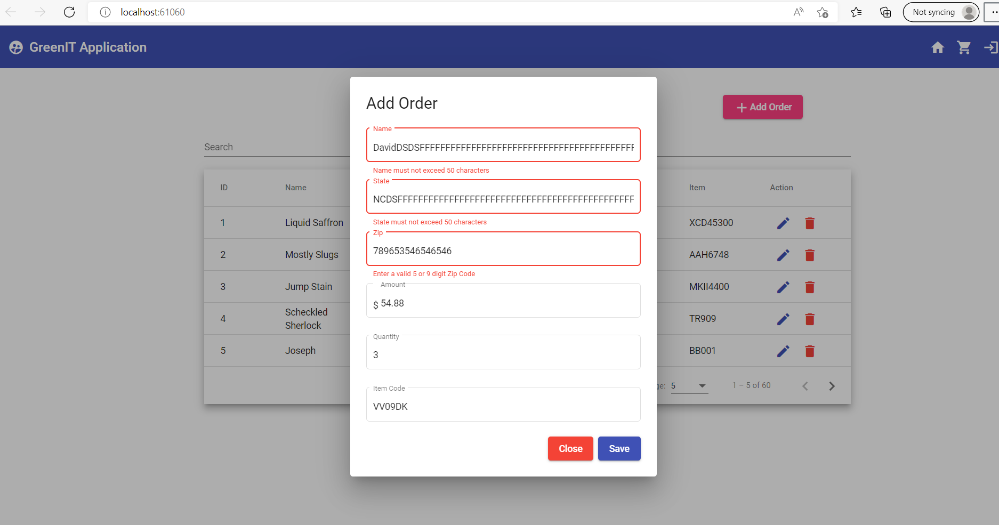 localhost:61060
Not syncing
GreenIT Application
Add Order
Add Order
Search
Name
DavidDSDSFFFFFFFFFFFFFFFFFFFFFFFFFFFFFFFFFFFFFFFFFF
Name must not exceed 50 characters
State
NCDSFFFFFFFFFFFFFFFFFFFFFFFFFFFFFFFFFFFFFFFFFFFFFF
State must not exceed 50 characters
Zip
789653546546546
Enter a valid 5 or 9 digit Zip Code
Amount
$ 54.88
Quantity
3
Item Code
VV09DK
Close Save
ID Name Item Action
1 Liquid Saffron XCD45300
2 Mostly Slugs AAH6748
3 Jump Stain MKII4400
4 Scheckled Sherlock TR909
5 Joseph BB001
ge: 5 1 – 5 of 60